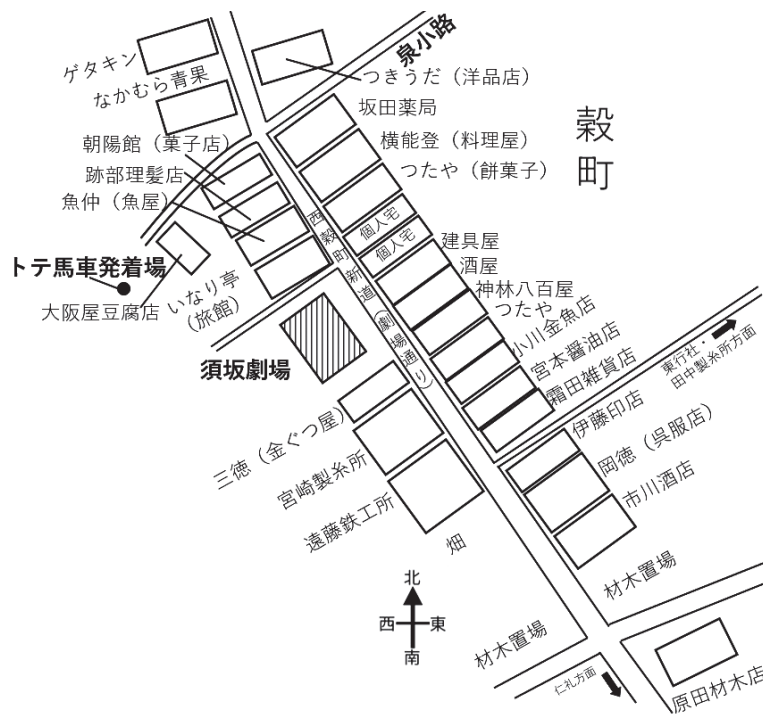 ゲタキン
なかむら青果
泉小路
つきうだ（洋品店）
坂田薬局
横能登（料理屋）
つたや（餅菓子）
穀町
朝陽館（菓子店）
跡部理髪店
魚仲（魚屋）
トテ馬車発着場
大阪屋豆腐店
いなり亭
（旅館）
須坂劇場
西穀町新道（劇場通り）
個人宅
個人宅
建具屋
酒屋
神林八百屋
つたや
小川金魚店
宮本醤油店
霜田雑貨店
東行社・
田中製糸所方面
伊藤印店
岡徳（呉服店）
市川酒店
三徳（金ぐつ屋）
宮崎製糸所
遠藤鉄工所
畑
材木置場
材木置場
北
西
東
南
仁礼方面
原田材木店